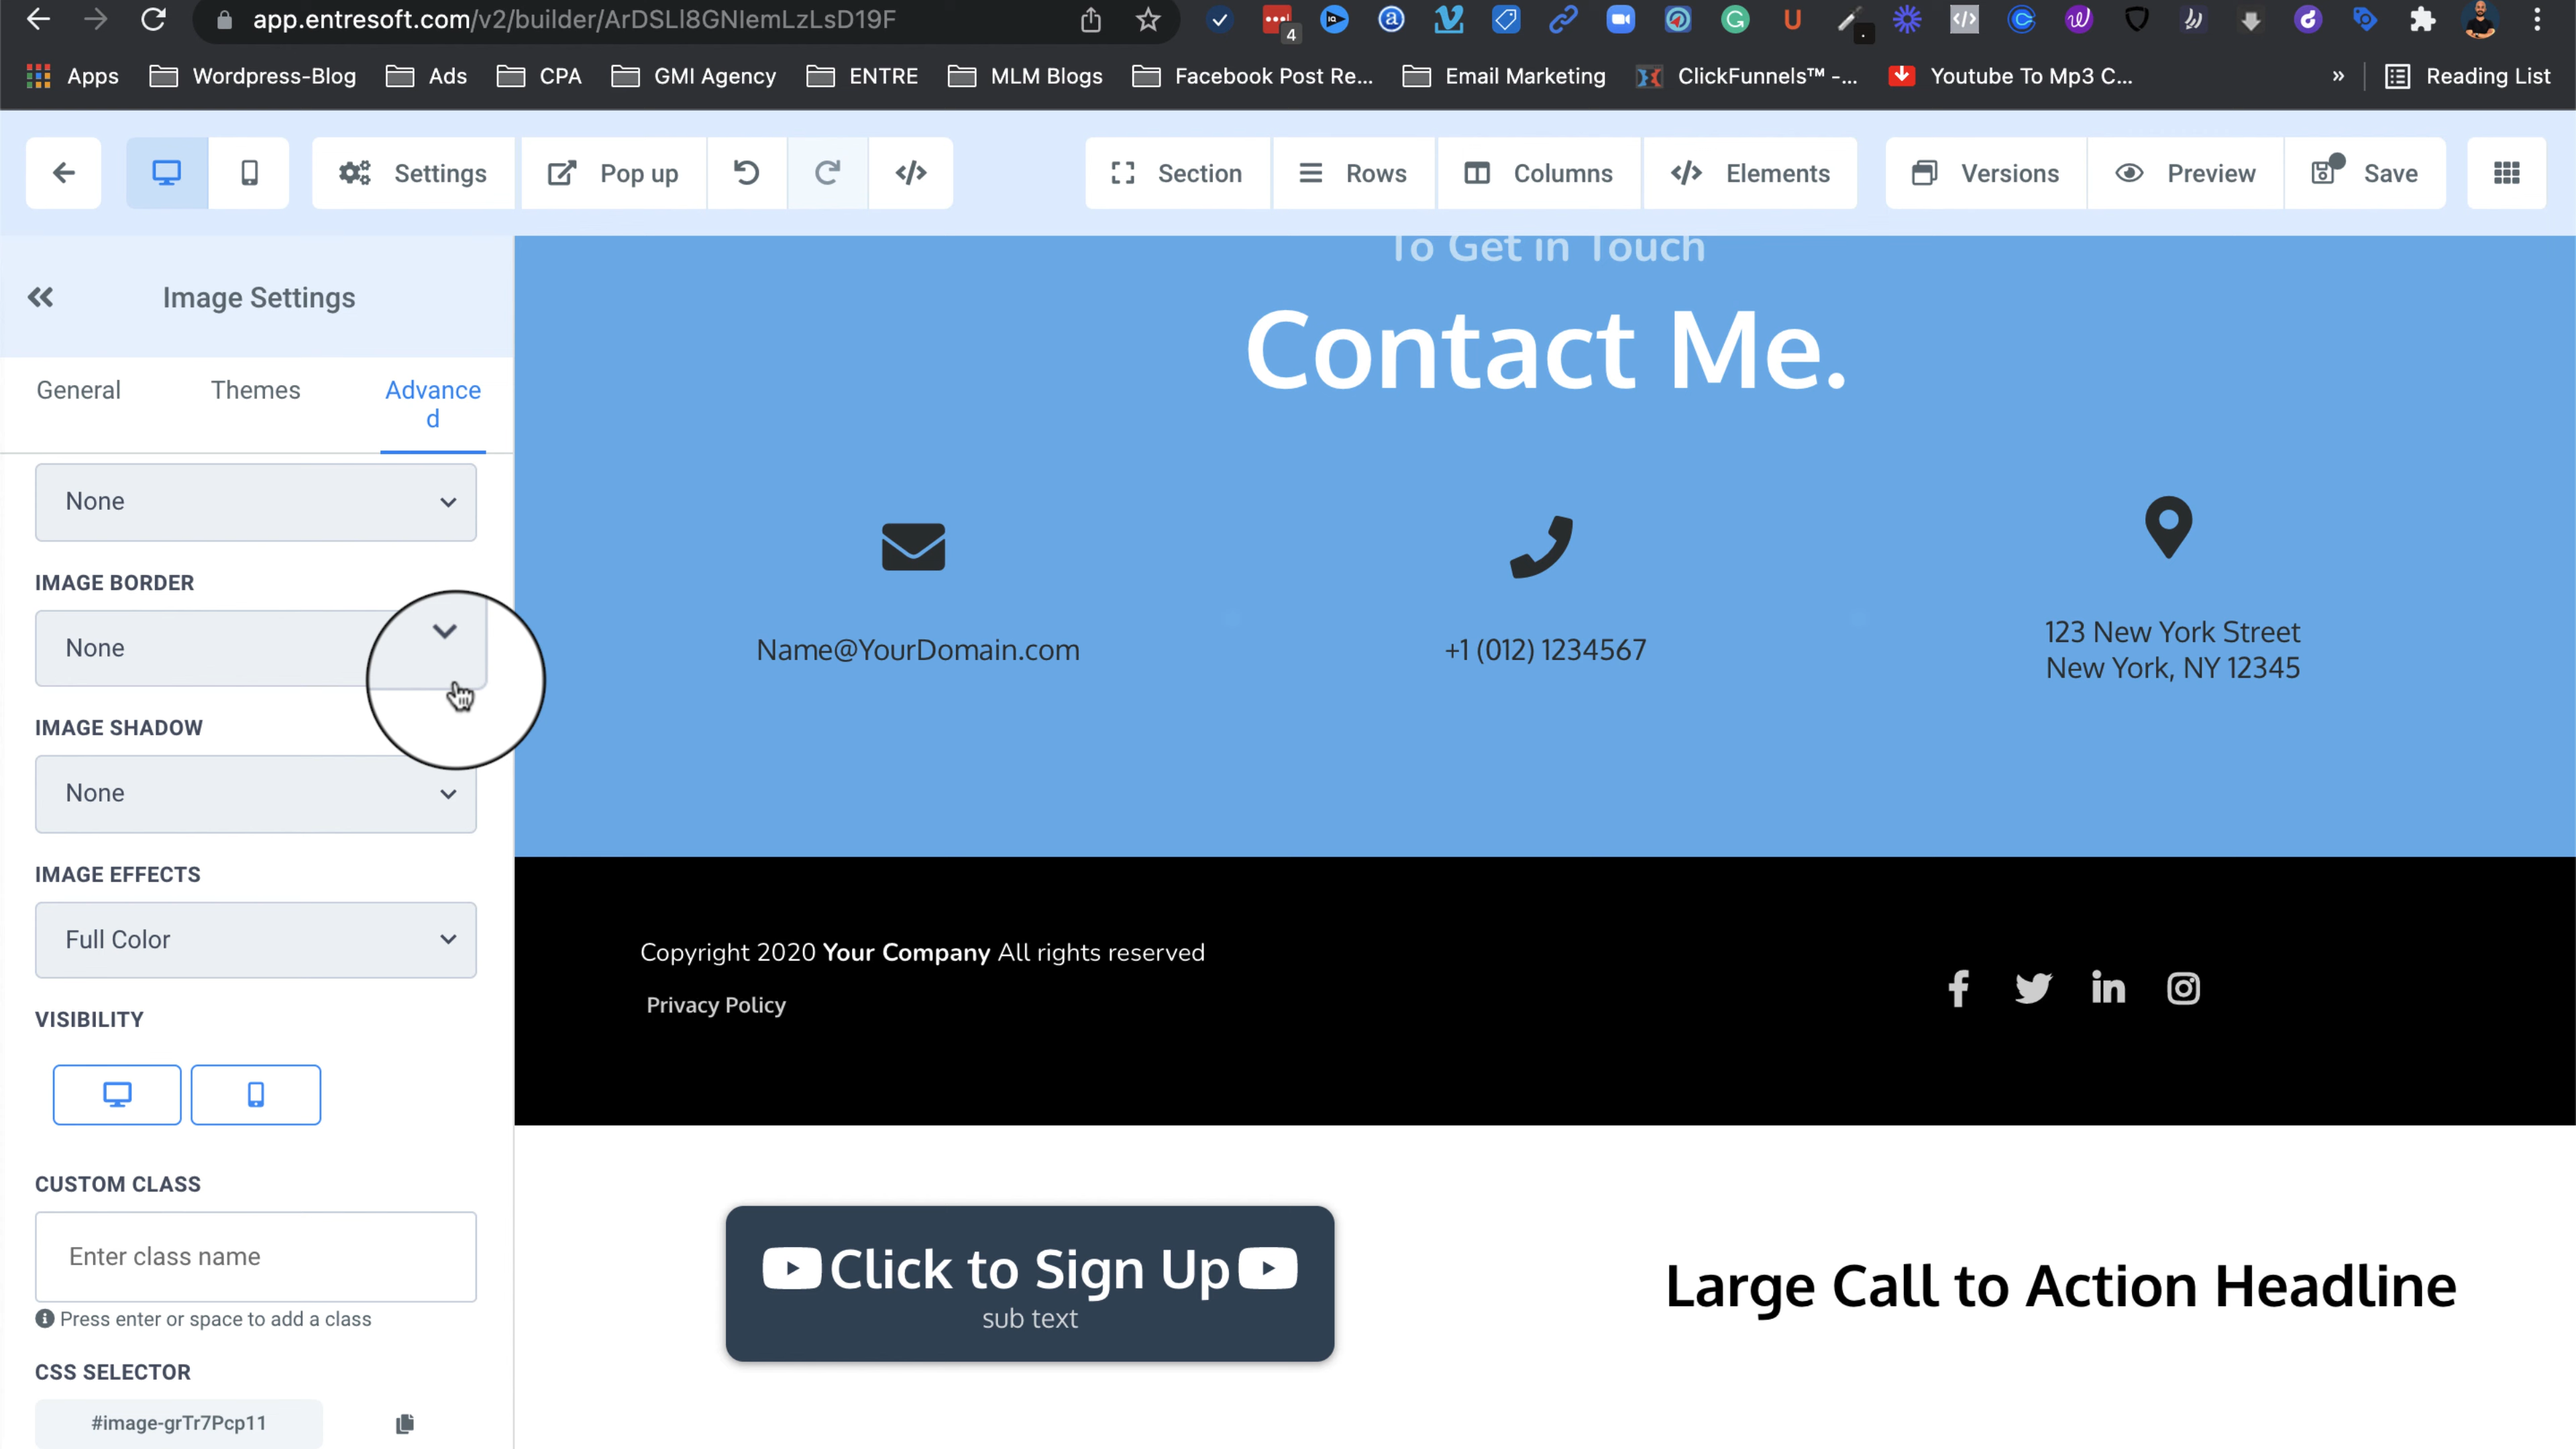 app.entresoft.com/v2/builder/ArDSLl8GNlemLzLsD19F
4
Apps
Wordpress-Blog
Ads
CPA
GMI Agency
ENTRE
MLM Blogs
Facebook Post Re...
Email Marketing
ClickFunnels™ -...
Youtube To Mp3 C...
»
Reading List
Settings
Pop up
Section
Rows
Columns
Elements
Versions
Preview
Save
Image Settings
General
Themes
Advance
d
None
IMAGE BORDER
None
IMAGE SHADOW
None
IMAGE EFFECTS
Full Color
VISIBILITY
CUSTOM CLASS
Enter class name
Press enter or space to add a class
CSS SELECTOR
#image-grTr7Pcp11
To Get in Touch
Contact Me.
Name@YourDomain.com
+1 (012) 1234567
123 New York Street
New York, NY 12345
Copyright 2020 Your Company All rights reserved
Privacy Policy
Click to Sign Up
sub text
Large Call to Action Headline